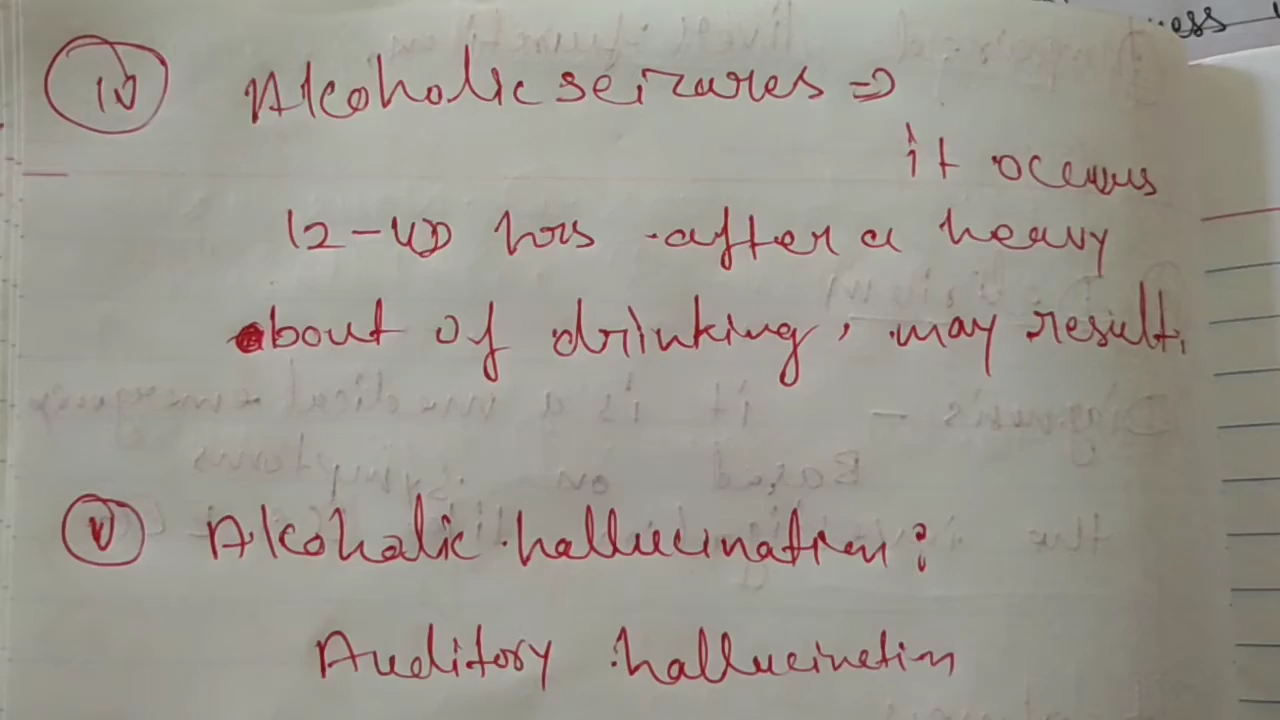 ess
iv Alcoholic seizures ⇒
it occurs
12-48 hrs after a heavy
bout of drinking, may result.
v Alcoholic hallucination:
Auditory hallucination